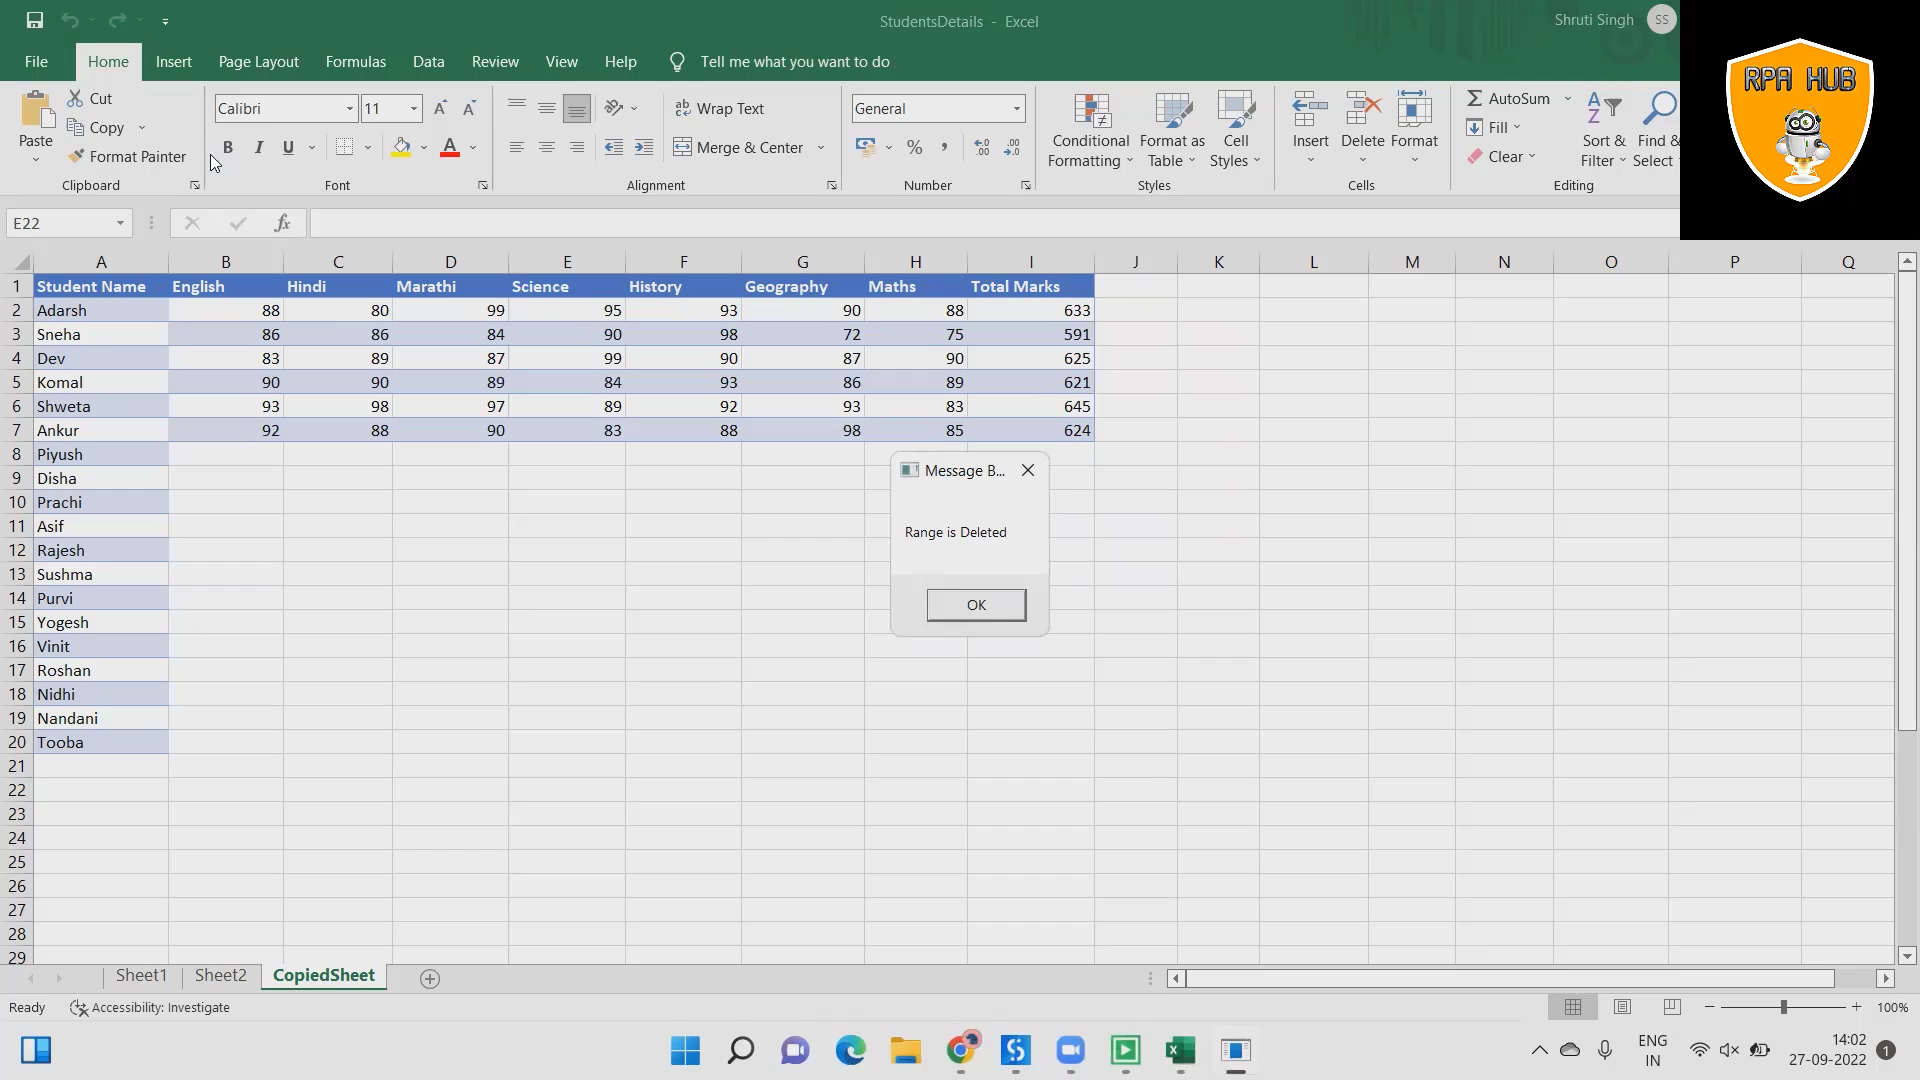 StudentsDetails - Excel
Shruti Singh SS
RPA HUB
File Home Insert Page Layout Formulas Data Review View Help Tell me what you want to do
Paste
Cut
Copy
Format Painter
Clipboard
Calibri 11
B I U A
Font
Wrap Text
Merge & Center
Alignment
General
% ,
Number
Conditional Formatting
Format as Table
Cell Styles
Styles
Insert Delete Format
Cells
AutoSum
Fill
Clear
Sort & Filter
Find & Select
Editing
E22 fx
A B C D E F G H I J K L M N O P Q
1 Student Name English Hindi Marathi Science History Geography Maths Total Marks
2 Adarsh 88 80 99 95 93 90 88 633
3 Sneha 86 86 84 90 98 72 75 591
4 Dev 83 89 87 99 90 87 90 625
5 Komal 90 90 89 84 93 86 89 621
6 Shweta 93 98 97 89 92 93 83 645
7 Ankur 92 88 90 83 88 98 85 624
8 Piyush
9 Disha
10 Prachi
11 Asif
12 Rajesh
13 Sushma
14 Purvi
15 Yogesh
16 Vinit
17 Roshan
18 Nidhi
19 Nandani
20 Tooba
21
22
23
24
25
26
27
28
29
Message B...
Range is Deleted
OK
Sheet1 Sheet2 CopiedSheet
Ready Accessibility: Investigate 100%
ENG
IN
14:02
27-09-2022
1